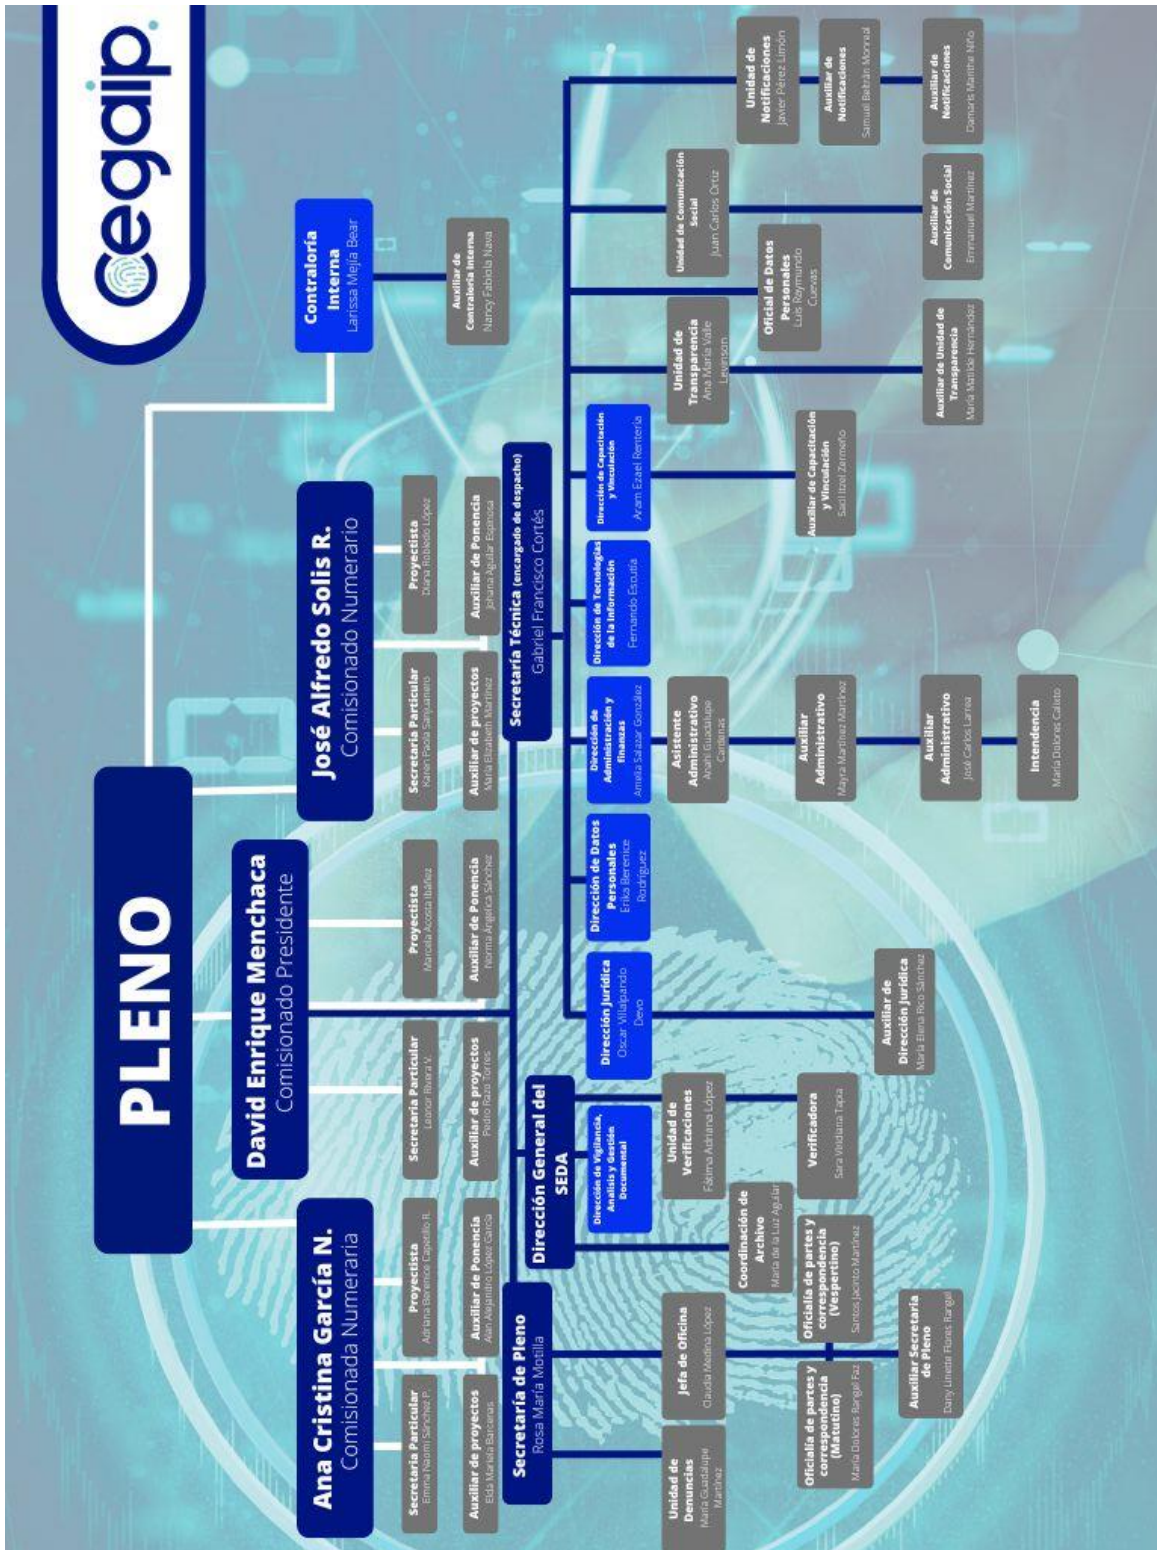 cegaip.
PLENO
Ana Cristina García N.
Comisionada Numeraria
David Enrique Menchaca
Comisionado Presidente
José Alfredo Solis R.
Comisionado Numerario
Contraloría
Interna
Larissa Mejía Bear
Auxiliar de
Contraloría Interna
Nancy Fabiola Nava
Secretaria Particular
Emma Naomi Sánchez P.
Proyectista
Adriana Berenice Capetillo R.
Auxiliar de proyectos
Elda Mariela Barcenas
Auxiliar de Ponencia
Alan Alejandro López García
Secretaria Particular
Leonor Rivera V.
Proyectista
Marcela Acosta Ibáñez
Auxiliar de proyectos
Pedro Razo Torres
Auxiliar de Ponencia
Norma Angelica Sánchez
Secretaria Particular
Karen Paola Sanjuanero
Proyectista
Diana Robledo López
Auxiliar de proyectos
María Elizabeth Martínez
Auxiliar de Ponencia
Johana Aguilar Espinosa
Secretaría de Pleno
Rosa María Motilla
Dirección General del
SEDA
Secretaría Técnica (encargado de despacho)
Gabriel Francisco Cortés
Dirección de Vigilancia,
Analisis y Gestión
Documental
Dirección Jurídica
Oscar Villalpando
Devo
Dirección de Datos
Personales
Erika Berenice
Rodríguez
Dirección de
Administración y
finanzas
Amelia Salazar González
Dirección de Tecnologías
de la Información
Fernando Escutia
Dirección de Capacitación
y Vinculación
Aram Ezael Rentería
Unidad de
Denuncias
María Guadalupe
Martínez
Jefa de Oficina
Claudia Medina López
Coordinación de
Archivo
María de la Luz Aguilar
Unidad de
Verificaciones
Fátima Adriana López
Asistente
Administrativo
Anahi Guadalupe
Cardenas
Unidad de
Transparencia
Ana María Valle
Levinson
Oficial de Datos
Personales
Luis Raymundo
Cuevas
Unidad de Comunicación
Social
Juan Carlos Ortiz
Unidad de
Notificaciones
Javier Pérez Limón
Oficialía de partes y
correspondencia
(Matutino)
María Dolores Rangel Faz
Oficialía de partes y
correspondencia
(Vespertino)
Santos Jacinto Martínez
Verificadora
Sara Viridiana Tapia
Auxiliar
Administrativo
Mayra Martínez Martínez
Auxiliar de Capacitación
y Vinculación
Saidi Itzel Zermeño
Auxiliar de
Notificaciones
Samuel Beltrán Monreal
Auxiliar Secretaria
de Pleno
Dany Linette Flores Rangel
Auxiliar de
Dirección Jurídica
María Elena Rico Sánchez
Auxiliar
Administrativo
José Carlos Larrea
Auxiliar de Unidad de
Transparencia
María Matilde Hernández
Auxiliar de
Comunicación Social
Emmanuel Martínez
Auxiliar de
Notificaciones
Damaris Marithe Niño
Intendencia
María Dolores Calixto